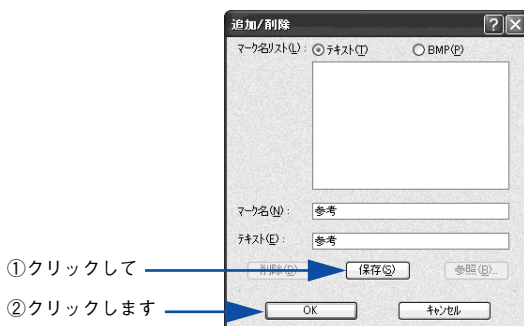 追加/削除
マーク名リスト(L): テキスト(T) BMP(P)
マーク名(N): 参考
テキスト(E): 参考
①クリックして 削除(D) 保存(S) 参照(B)...
②クリックします OK キャンセル